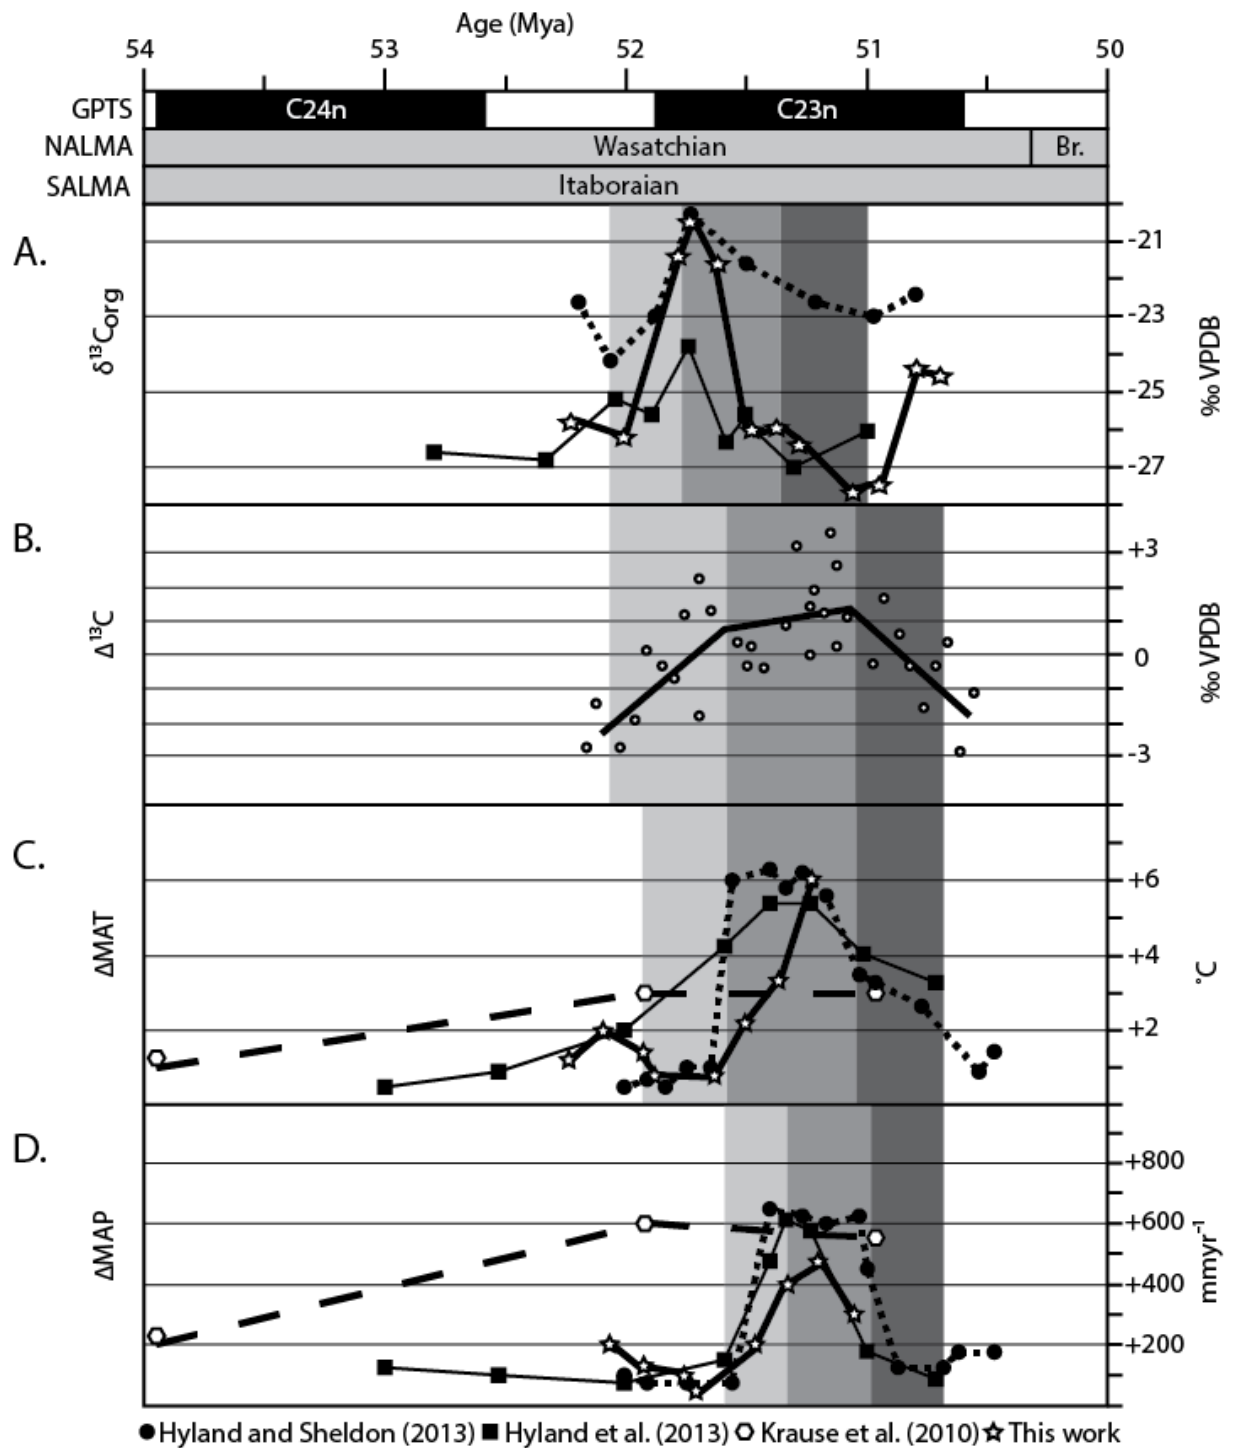 Age (Mya)
54 53 52 51 50
GPTS C24n C23n
NALMA Wasatchian Br.
SALMA Itaboraian
A.
δ¹³Corg
-21
-23
-25
-27
‰ VPDB
B.
Δ¹³C
+3
0
-3
‰ VPDB
C.
ΔMAT
+6
+4
+2
°C
D.
ΔMAP
+800
+600
+400
+200
mmyr⁻¹
Hyland and Sheldon (2013) Hyland et al. (2013) Krause et al. (2010) This work